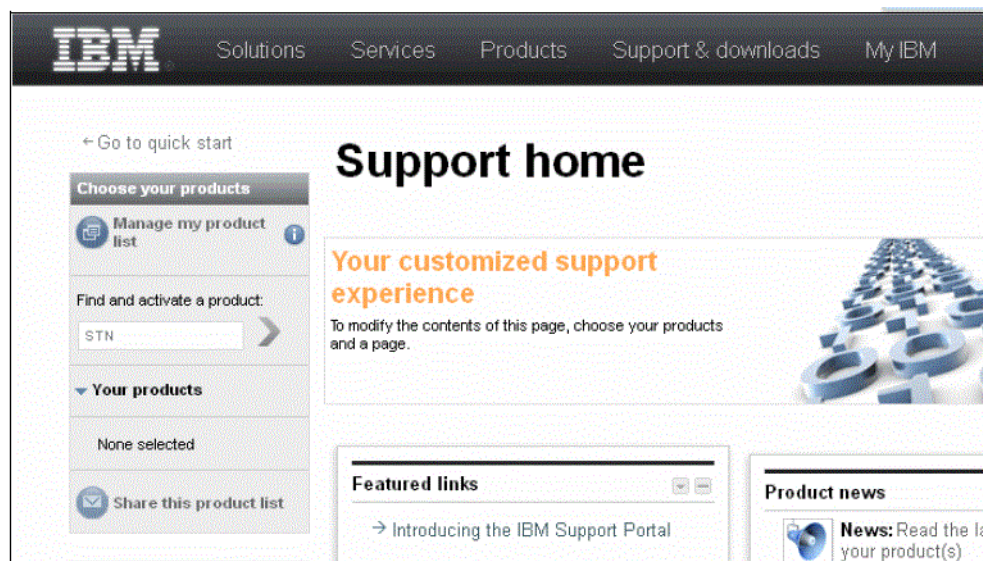 IBM Solutions Services Products Support & downloads My IBM
←Go to quick start
Support home
Choose your products
Manage my product
list
Find and activate a product:
STN
Your products
None selected
Share this product list
Your customized support
experience
To modify the contents of this page, choose your products
and a page.
Featured links
→ Introducing the IBM Support Portal
Product news
News: Read the
your product(s)